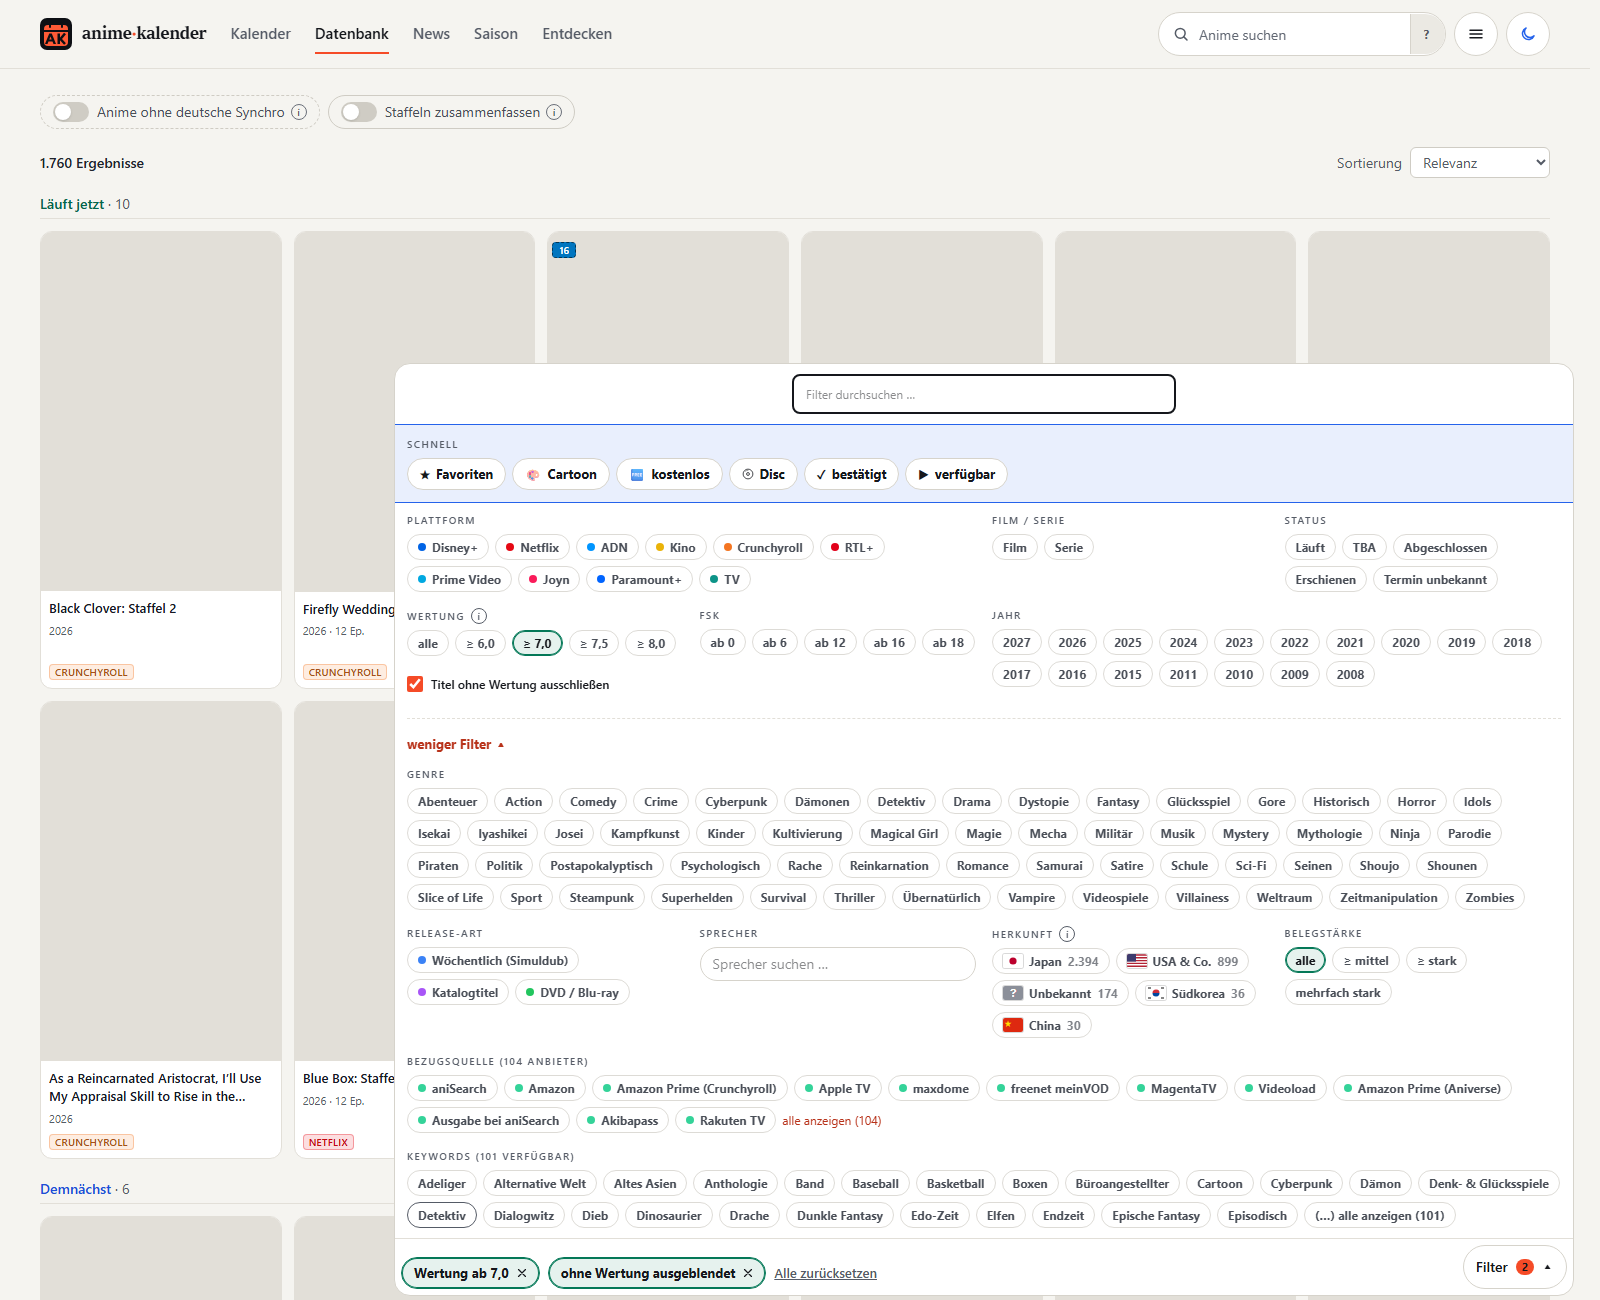 AK anime·kalender Kalender Datenbank News Saison Entdecken Anime suchen ?
Anime ohne deutsche Synchro i Staffeln zusammenfassen i
1.760 Ergebnisse Sortierung Relevanz
Läuft jetzt · 10
16
Black Clover: Staffel 2
2026
CRUNCHYROLL
Firefly Wedding
2026 · 12 Ep.
CRUNCHYROLL
As a Reincarnated Aristocrat, I'll Use
My Appraisal Skill to Rise in the...
2026
CRUNCHYROLL
Blue Box: Staffe
2026 · 12 Ep.
NETFLIX
Demnächst · 6
Filter durchsuchen ...
SCHNELL
★ Favoriten Cartoon FREE kostenlos Disc ✓ bestätigt ▶ verfügbar
PLATTFORM
Disney+ Netflix ADN Kino Crunchyroll RTL+
Prime Video Joyn Paramount+ TV
FILM / SERIE
Film Serie
STATUS
Läuft TBA Abgeschlossen
Erschienen Termin unbekannt
WERTUNG i
alle ≥ 6,0 ≥ 7,0 ≥ 7,5 ≥ 8,0
Titel ohne Wertung ausschließen
FSK
ab 0 ab 6 ab 12 ab 16 ab 18
JAHR
2027 2026 2025 2024 2023 2022 2021 2020 2019 2018
2017 2016 2015 2011 2010 2009 2008
weniger Filter ▲
GENRE
Abenteuer Action Comedy Crime Cyberpunk Dämonen Detektiv Drama Dystopie Fantasy Glücksspiel Gore Historisch Horror Idols
Isekai Iyashikei Josei Kampfkunst Kinder Kultivierung Magical Girl Magie Mecha Militär Musik Mystery Mythologie Ninja Parodie
Piraten Politik Postapokalyptisch Psychologisch Rache Reinkarnation Romance Samurai Satire Schule Sci-Fi Seinen Shoujo Shounen
Slice of Life Sport Steampunk Superhelden Survival Thriller Übernatürlich Vampire Videospiele Villainess Weltraum Zeitmanipulation Zombies
RELEASE-ART
Wöchentlich (Simuldub)
Katalogtitel DVD / Blu-ray
SPRECHER
Sprecher suchen ...
HERKUNFT i
Japan 2.394 USA & Co. 899
? Unbekannt 174 Südkorea 36
China 30
BELEGSTÄRKE
alle ≥ mittel ≥ stark
mehrfach stark
BEZUGSQUELLE (104 ANBIETER)
aniSearch Amazon Amazon Prime (Crunchyroll) Apple TV maxdome freenet meinVOD MagentaTV Videoload Amazon Prime (Aniverse)
Ausgabe bei aniSearch Akibapass Rakuten TV alle anzeigen (104)
KEYWORDS (101 VERFÜGBAR)
Adeliger Alternative Welt Altes Asien Anthologie Band Baseball Basketball Boxen Büroangestellter Cartoon Cyberpunk Dämon Denk- & Glücksspiele
Detektiv Dialogwitz Dieb Dinosaurier Drache Dunkle Fantasy Edo-Zeit Elfen Endzeit Epische Fantasy Episodisch (...) alle anzeigen (101)
Wertung ab 7,0 ✕ ohne Wertung ausgeblendet ✕ Alle zurücksetzen Filter 2 ▲